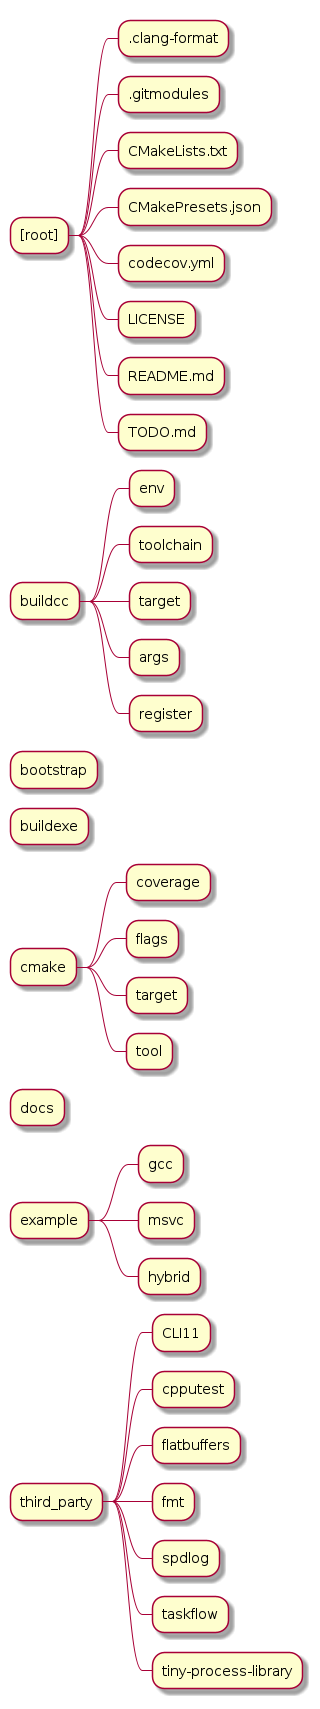 [root]
.clang-format
.gitmodules
CMakeLists.txt
CMakePresets.json
codecov.yml
LICENSE
README.md
TODO.md
buildcc
env
toolchain
target
args
register
bootstrap
buildexe
cmake
coverage
flags
target
tool
docs
example
gcc
msvc
hybrid
third_party
CLI11
cpputest
flatbuffers
fmt
spdlog
taskflow
tiny-process-library